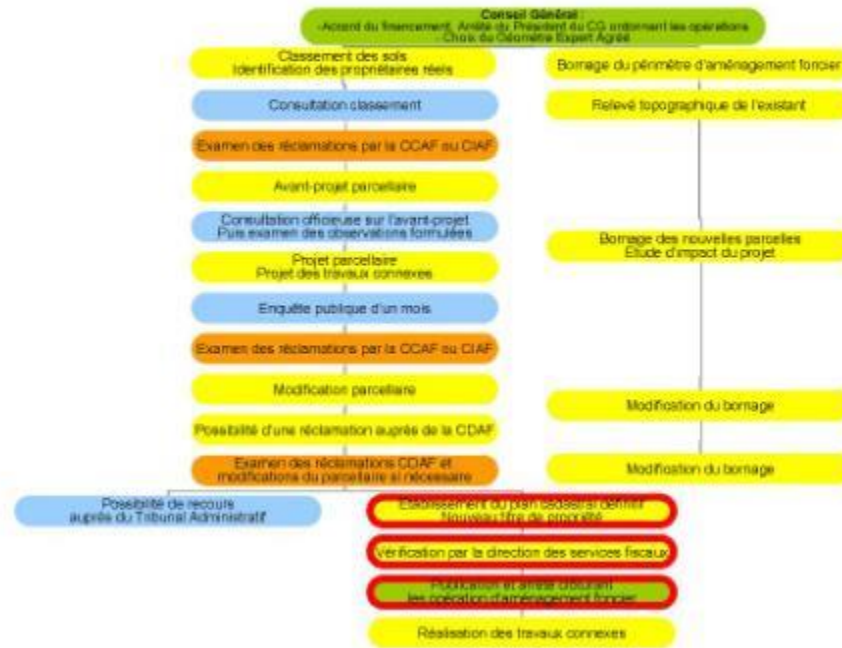 Conseil Général :
-Accord du financement, Arrêté du Président du CG ordonnant les opérations
- Choix du Géomètre Expert Agréé
Classement des sols
Identification des propriétaires réels
Consultation classement
Examen des réclamations par la CCAF ou CIAF
Avant-projet parcellaire
Consultation officieuse sur l'avant-projet
Puis examen des observations formulées
Projet parcellaire
Projet des travaux connexes
Enquête publique d'un mois
Examen des réclamations par la CCAF ou CIAF
Modification parcellaire
Possibilité d'une réclamation auprès de la CDAF
Examen des réclamations CDAF et
modifications du parcellaire si nécessaire
Bornage du périmètre d'aménagement foncier
Relevé topographique de l'existant
Bornage des nouvelles parcelles
Etude d'impact du projet
Modification du bornage
Modification du bornage
Possibilité de recours
auprès du Tribunal Administratif
Etablissement du plan cadastral définitif
Nouveau titre de propriété
Vérification par la direction des services fiscaux
Publication et arrêté clôturant
les opération d'aménagement foncier
Réalisation des travaux connexes